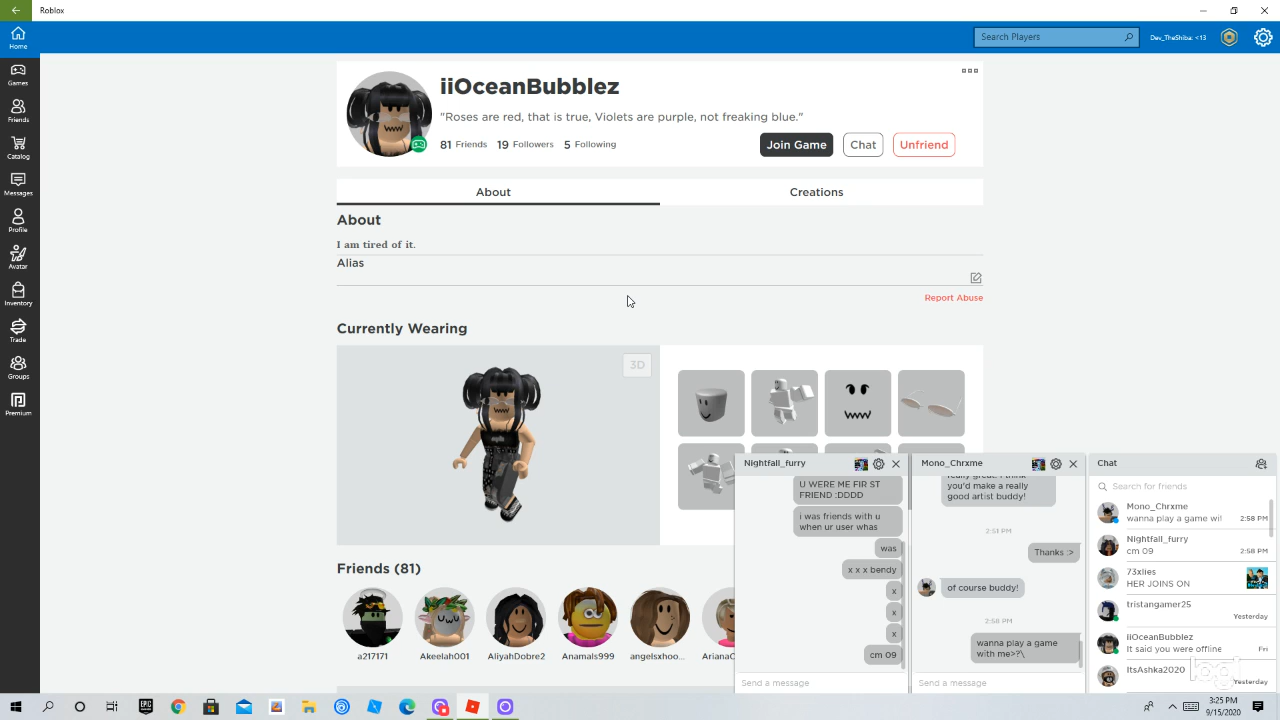 Roblox
Home
Search Players
Dev_TheShiba: <13
Games
Friends
Catalog
Messages
Profile
Avatar
Inventory
Trade
Groups
Premium
iiOceanBubblez
"Roses are red, that is true, Violets are purple, not freaking blue."
81 Friends 19 Followers 5 Following
Join Game
Chat
Unfriend
About
Creations
About
I am tired of it.
Alias
Report Abuse
Currently Wearing
3D
Friends (81)
a217171
Akeelah001
AliyahDobre2
Anamals999
angelsxhoo...
ArianaC
Nightfall_furry
U WERE ME FIR ST
FRIEND :DDDD
i was friends with u
when ur user whas
was
x x x bendy
x
x
x
cm 09
Send a message
Mono_Chrxme
really great. I think
you'd make a really
good artist buddy!
2:51 PM
Thanks :>
of course buddy!
2:58 PM
wanna play a game
with me>?\
Send a message
Chat
Search for friends
Mono_Chrxme
wanna play a game wi 2:58 PM
Nightfall_furry
cm 09 2:58 PM
73xlies
HER JOINS ON
tristangamer25
Yesterday
iiOceanBubblez
It said you were offline Fri
ItsAshka2020
Yesterday
EPIC
3:25 PM
9/15/2020